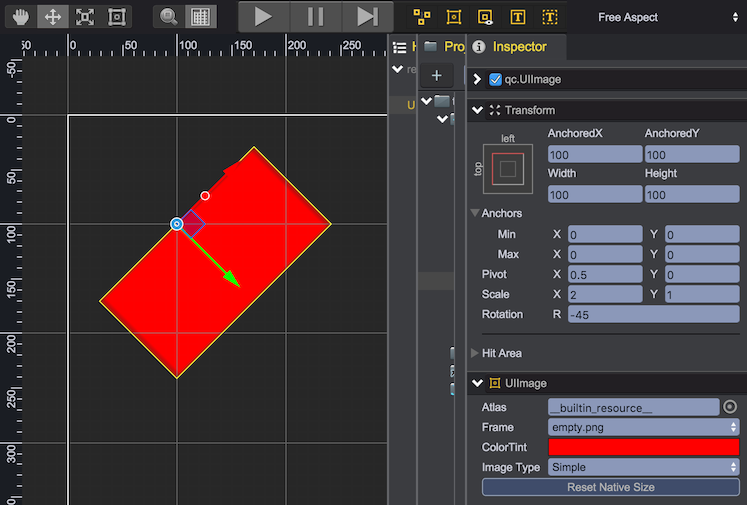 Free Aspect
50
0
50
100
150
200
250
-50
0
50
100
150
200
250
300
350
H
re
U
Pro
+
t
Inspector
qc.UIImage
Transform
left
top
AnchoredX AnchoredY
100 100
Width Height
100 100
Anchors
Min X 0 Y 0
Max X 0 Y 0
Pivot X 0.5 Y 0
Scale X 2 Y 1
Rotation R -45
Hit Area
UIImage
Atlas __builtin_resource__
Frame empty.png
ColorTint
Image Type Simple
Reset Native Size